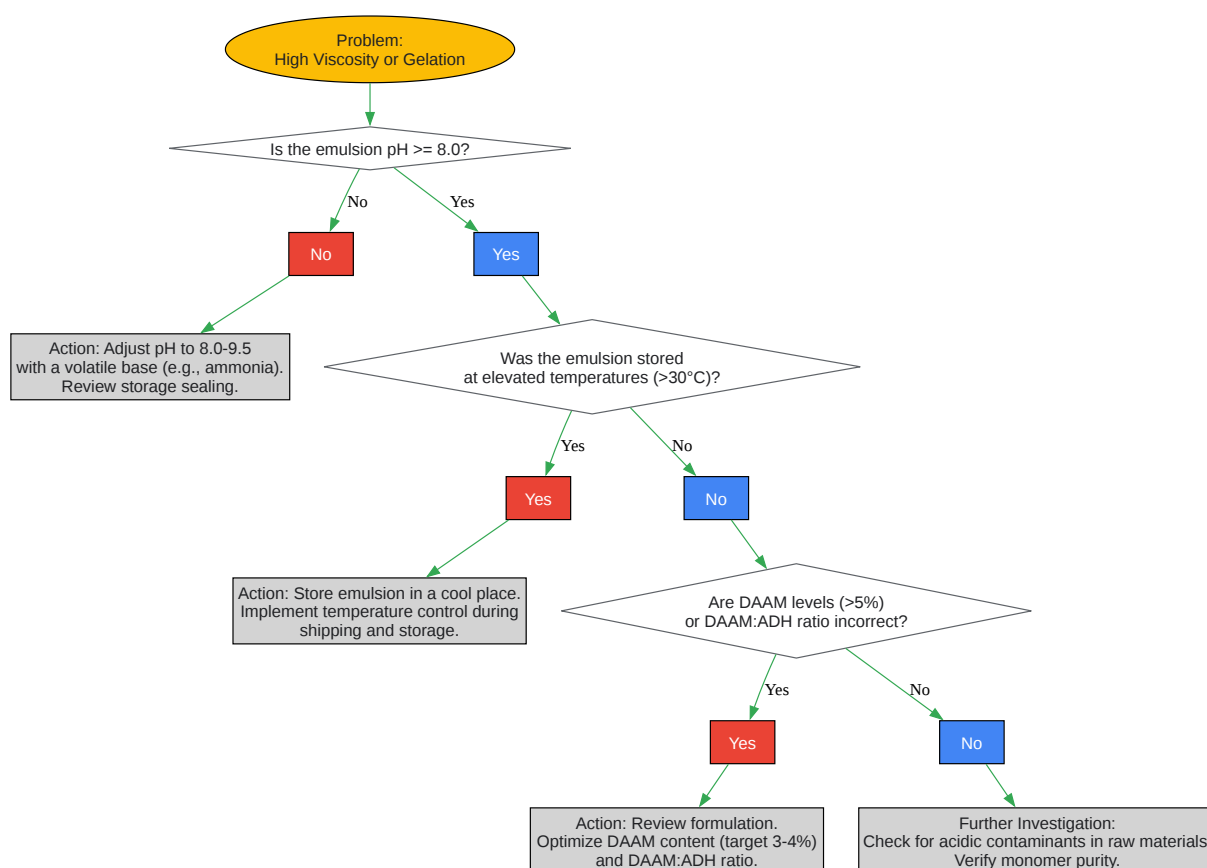 Problem:
High Viscosity or Gelation
Is the emulsion pH >= 8.0?
No
Yes
No
Yes
Action: Adjust pH to 8.0-9.5
with a volatile base (e.g., ammonia).
Review storage sealing.
Was the emulsion stored
at elevated temperatures (>30°C)?
Yes
No
Yes
No
Action: Store emulsion in a cool place.
Implement temperature control during
shipping and storage.
Are DAAM levels (>5%)
or DAAM:ADH ratio incorrect?
Yes
No
Yes
No
Action: Review formulation.
Optimize DAAM content (target 3-4%)
and DAAM:ADH ratio.
Further Investigation:
Check for acidic contaminants in raw materials
Verify monomer purity.